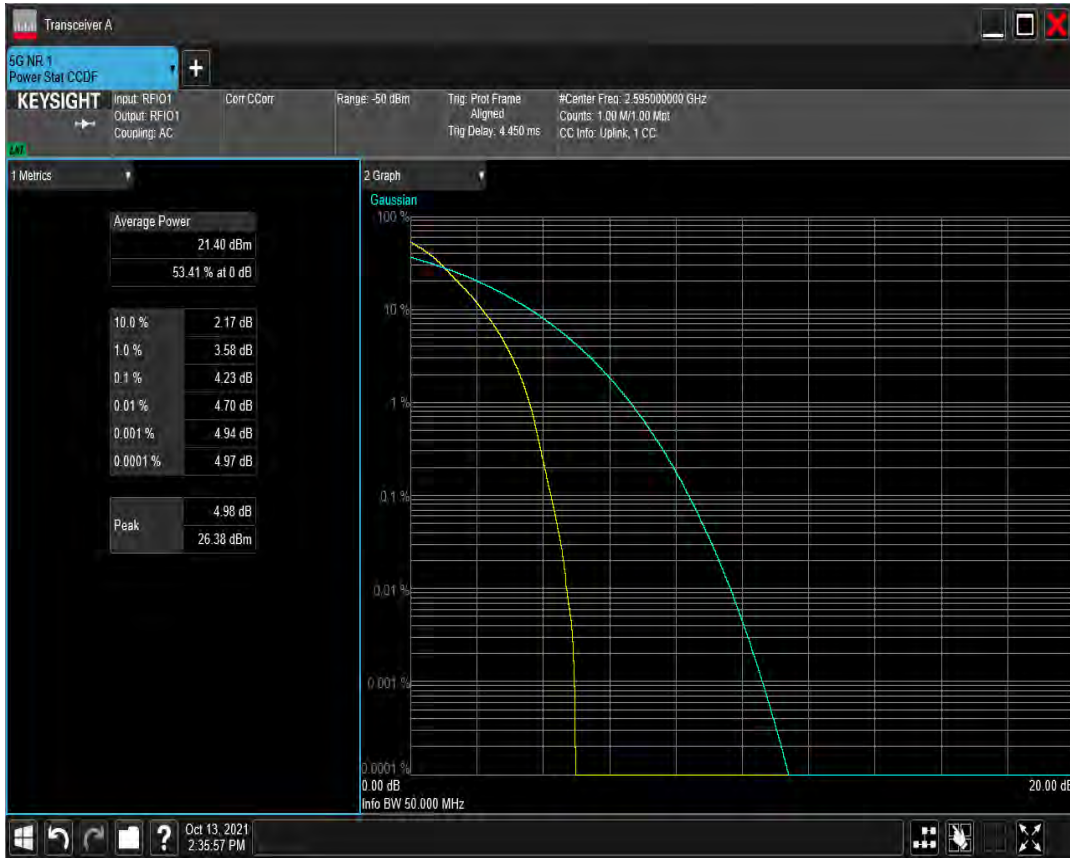 Transceiver A
5G NR 1
Power Stat CCDF
+
KEYSIGHT
Input: RFIO1
Output: RFIO1
Coupling: AC
Corr CCorr
Range: -50 dBm
Trig: Prot Frame
Aligned
Trig Delay: 4.450 ms
#Center Freq: 2.595000000 GHz
Counts: 1.00 M/1.00 Mpt
CC Info: Uplink, 1 CC
1 Metrics
Average Power
21.40 dBm
53.41 % at 0 dB
10.0 % 2.17 dB
1.0 % 3.58 dB
0.1 % 4.23 dB
0.01 % 4.70 dB
0.001 % 4.94 dB
0.0001 % 4.97 dB
Peak
4.98 dB
26.38 dBm
2 Graph
Gaussian
100 %
10 %
1 %
0.1 %
0.01 %
0.001 %
0.0001 %
0.00 dB 20.00 dB
Info BW 50.000 MHz
?
Oct 13, 2021
2:35:57 PM